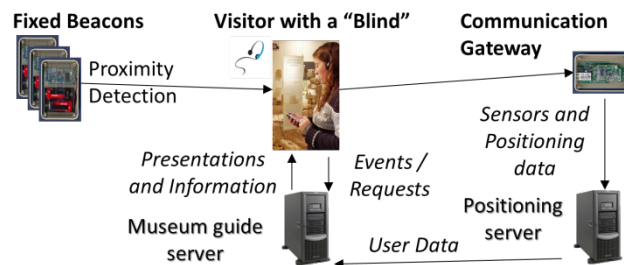 Fixed Beacons
Visitor with a “Blind”
Communication
Gateway
Proximity
Detection
Sensors and
Positioning
data
Presentations
and Information
Events /
Requests
Museum guide
server
Positioning
server
User Data